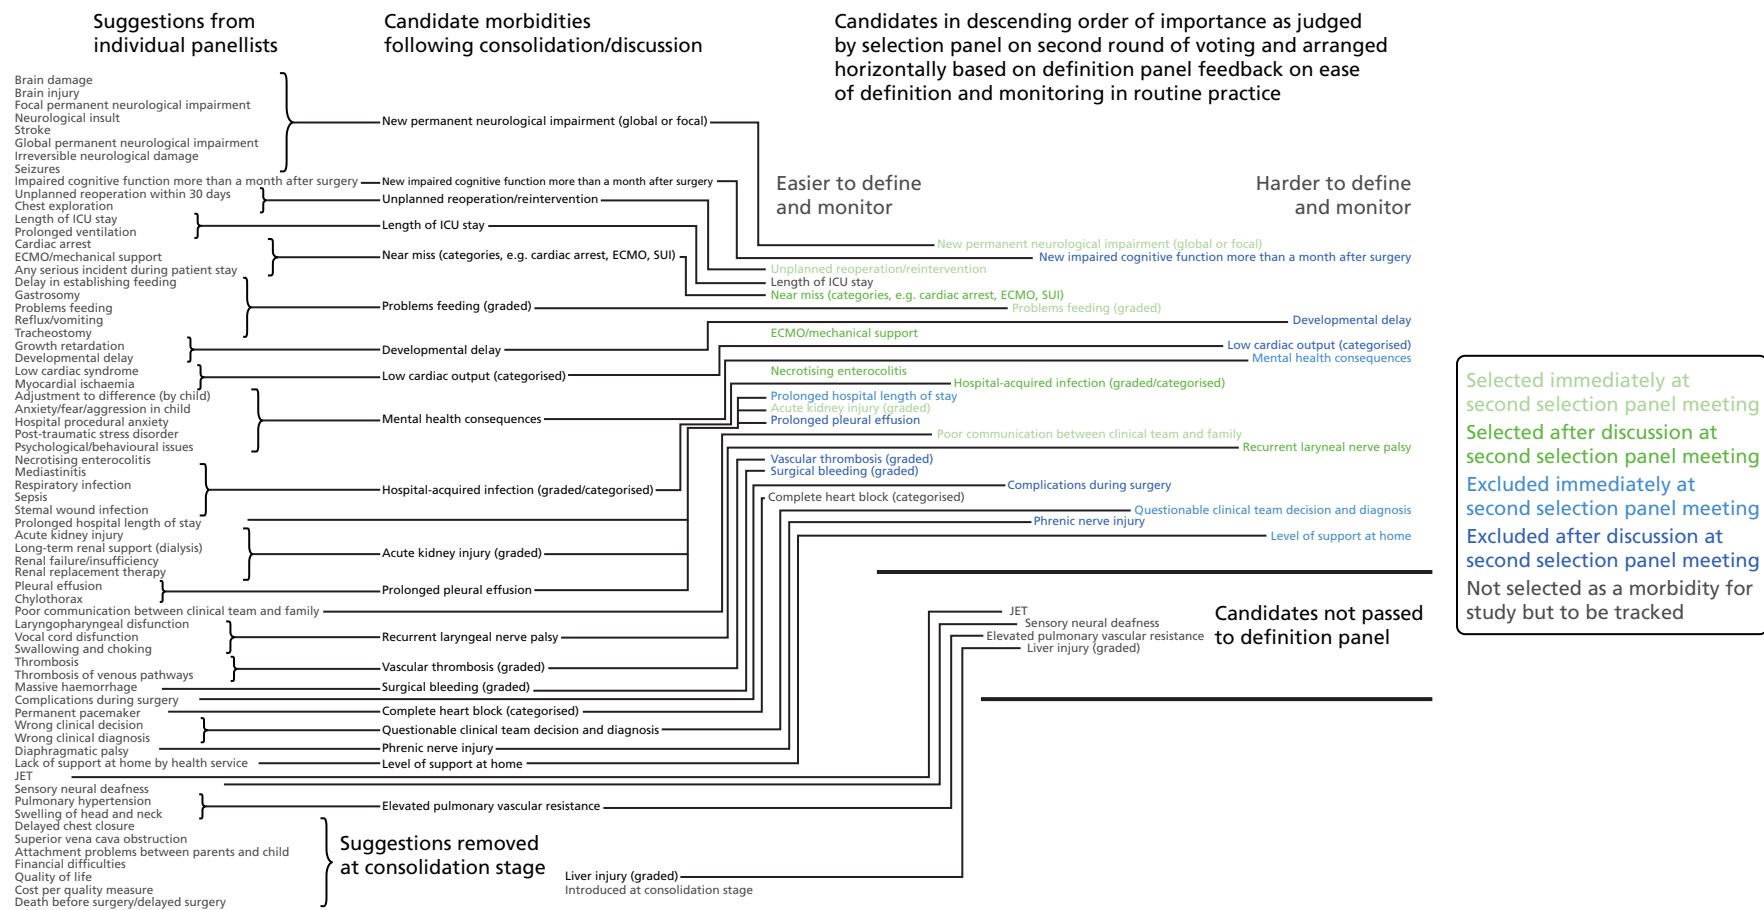 Suggestions from
individual panellists
Candidate morbidities
following consolidation/discussion
Candidates in descending order of importance as judged
by selection panel on second round of voting and arranged
horizontally based on definition panel feedback on ease
of definition and monitoring in routine practice
Brain damage
Brain injury
Focal permanent neurological impairment
Neurological insult
Stroke
Global permanent neurological impairment
Irreversible neurological damage
Seizures
Impaired cognitive function more than a month after surgery
Unplanned reoperation within 30 days
Chest exploration
Length of ICU stay
Prolonged ventilation
Cardiac arrest
ECMO/mechanical support
Any serious incident during patient stay
Delay in establishing feeding
Gastrosomy
Problems feeding
Reflux/vomiting
Tracheostomy
Growth retardation
Developmental delay
Low cardiac syndrome
Myocardial ischaemia
Adjustment to difference (by child)
Anxiety/fear/aggression in child
Hospital procedural anxiety
Post-traumatic stress disorder
Psychological/behavioural issues
Necrotising enterocolitis
Mediastinitis
Respiratory infection
Sepsis
Stemal wound infection
Prolonged hospital length of stay
Acute kidney injury
Long-term renal support (dialysis)
Renal failure/insufficiency
Renal replacement therapy
Pleural effusion
Chylothorax
Poor communication between clinical team and family
Laryngopharyngeal disfunction
Vocal cord disfunction
Swallowing and choking
Thrombosis
Thrombosis of venous pathways
Massive haemorrhage
Complications during surgery
Permanent pacemaker
Wrong clinical decision
Wrong clinical diagnosis
Diaphragmatic palsy
Lack of support at home by health service
JET
Sensory neural deafness
Pulmonary hypertension
Swelling of head and neck
Delayed chest closure
Superior vena cava obstruction
Attachment problems between parents and child
Financial difficulties
Quality of life
Cost per quality measure
Death before surgery/delayed surgery
New permanent neurological impairment (global or focal)
New impaired cognitive function more than a month after surgery
Unplanned reoperation/reintervention
Length of ICU stay
Near miss (categories, e.g. cardiac arrest, ECMO, SUI)
Problems feeding (graded)
Developmental delay
Low cardiac output (categorised)
Mental health consequences
Hospital-acquired infection (graded/categorised)
Acute kidney injury (graded)
Prolonged pleural effusion
Recurrent laryngeal nerve palsy
Vascular thrombosis (graded)
Surgical bleeding (graded)
Complete heart block (categorised)
Questionable clinical team decision and diagnosis
Phrenic nerve injury
Level of support at home
Elevated pulmonary vascular resistance
Suggestions removed
at consolidation stage
Liver injury (graded)
Introduced at consolidation stage
Easier to define
and monitor
Harder to define
and monitor
New permanent neurological impairment (global or focal)
New impaired cognitive function more than a month after surgery
Unplanned reoperation/reintervention
Length of ICU stay
Near miss (categories, e.g. cardiac arrest, ECMO, SUI)
Problems feeding (graded)
Developmental delay
ECMO/mechanical support
Low cardiac output (categorised)
Mental health consequences
Necrotising enterocolitis
Hospital-acquired infection (graded/categorised)
Prolonged hospital length of stay
Acute kidney injury (graded)
Prolonged pleural effusion
Poor communication between clinical team and family
Recurrent laryneal nerve palsy
Vascular thrombosis (graded)
Surgical bleeding (graded)
Complications during surgery
Complete heart block (categorised)
Questionable clinical team decision and diagnosis
Phrenic nerve injury
Level of support at home
JET
Sensory neural deafness
Elevated pulmonary vascular resistance
Liver injury (graded)
Candidates not passed
to definition panel
Selected immediately at
second selection panel meeting
Selected after discussion at
second selection panel meeting
Excluded immediately at
second selection panel meeting
Excluded after discussion at
second selection panel meeting
Not selected as a morbidity for
study but to be tracked